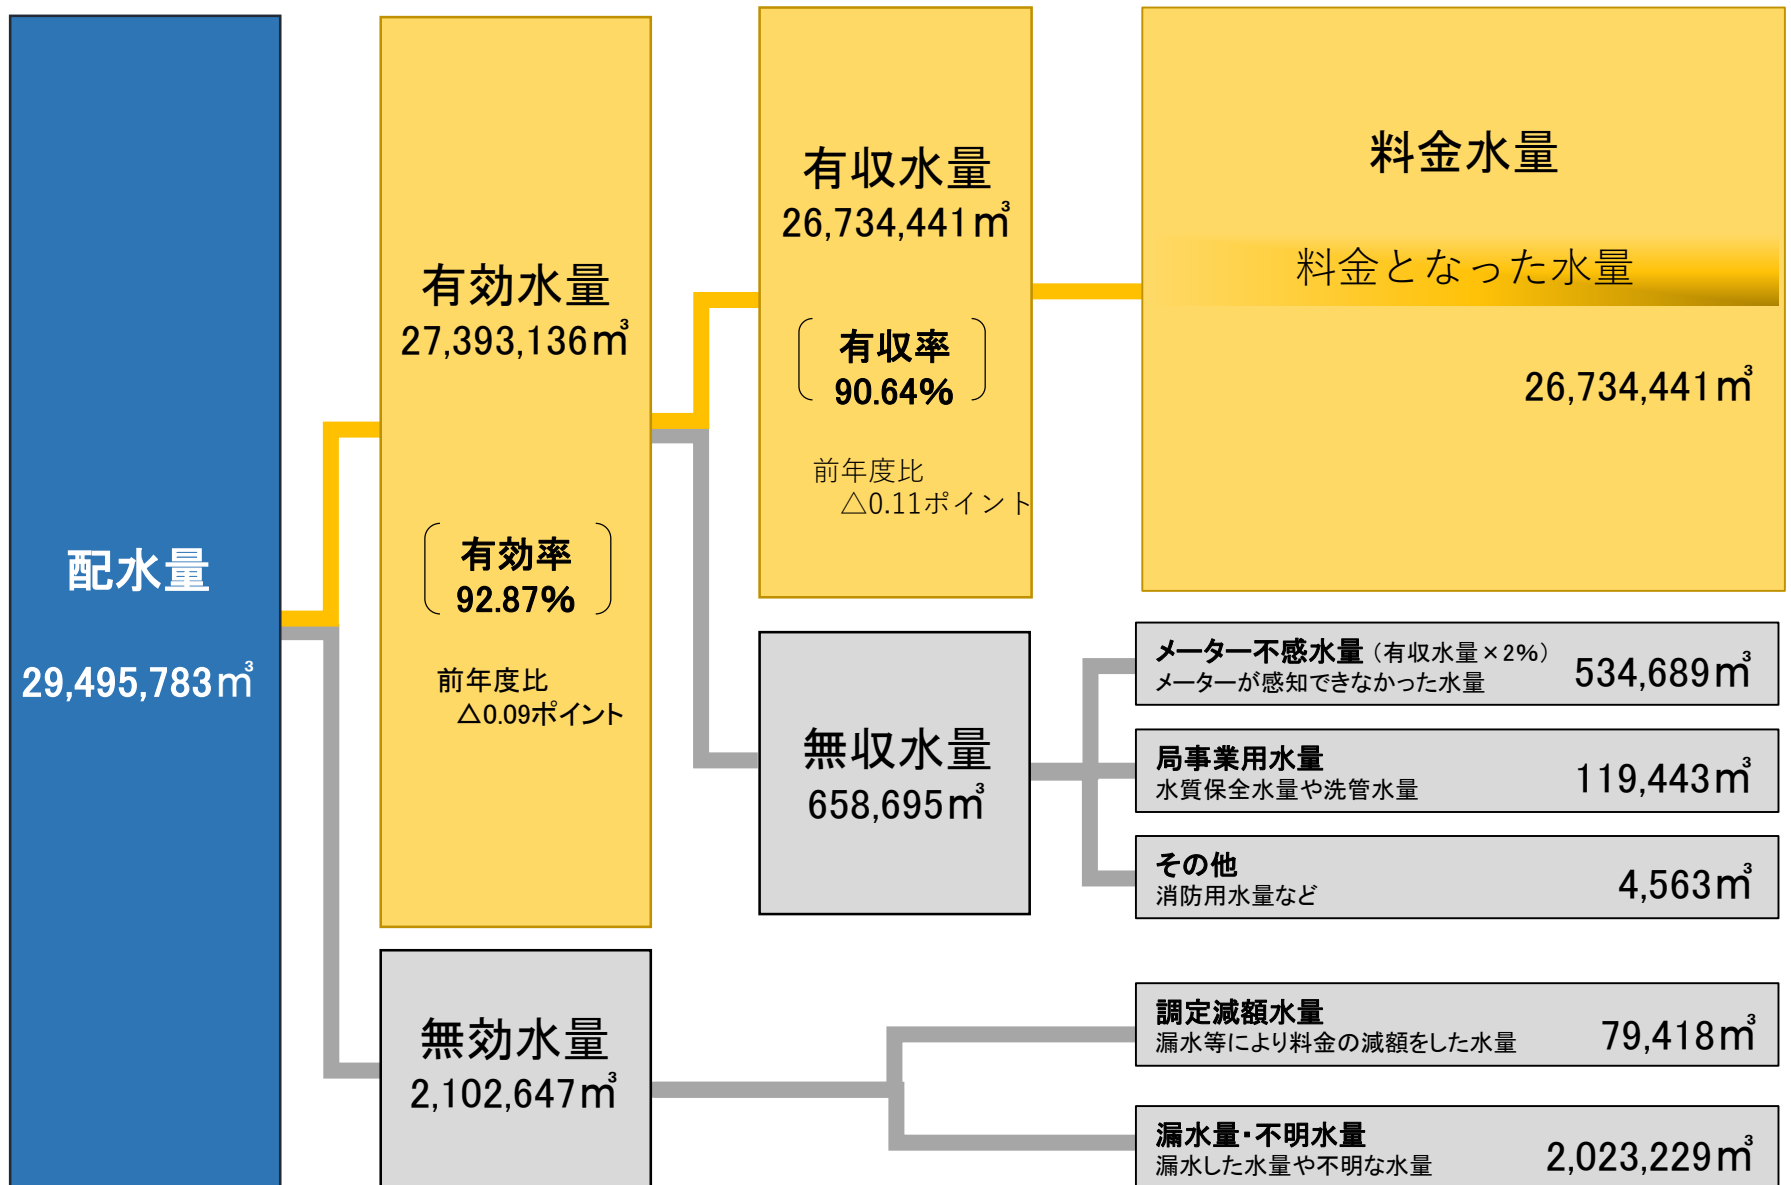 配水量
29,495,783㎥
有効水量
27,393,136㎥
有効率
92.87%
前年度比
△0.09ポイント
無効水量
2,102,647㎥
有収水量
26,734,441㎥
有収率
90.64%
前年度比
△0.11ポイント
無収水量
658,695㎥
料金水量
料金となった水量
26,734,441㎥
メーター不感水量（有収水量×2%）
メーターが感知できなかった水量
534,689㎥
局事業用水量
水質保全水量や洗管水量
119,443㎥
その他
消防用水量など
4,563㎥
調定減額水量
漏水等により料金の減額をした水量
79,418㎥
漏水量・不明水量
漏水した水量や不明な水量
2,023,229㎥